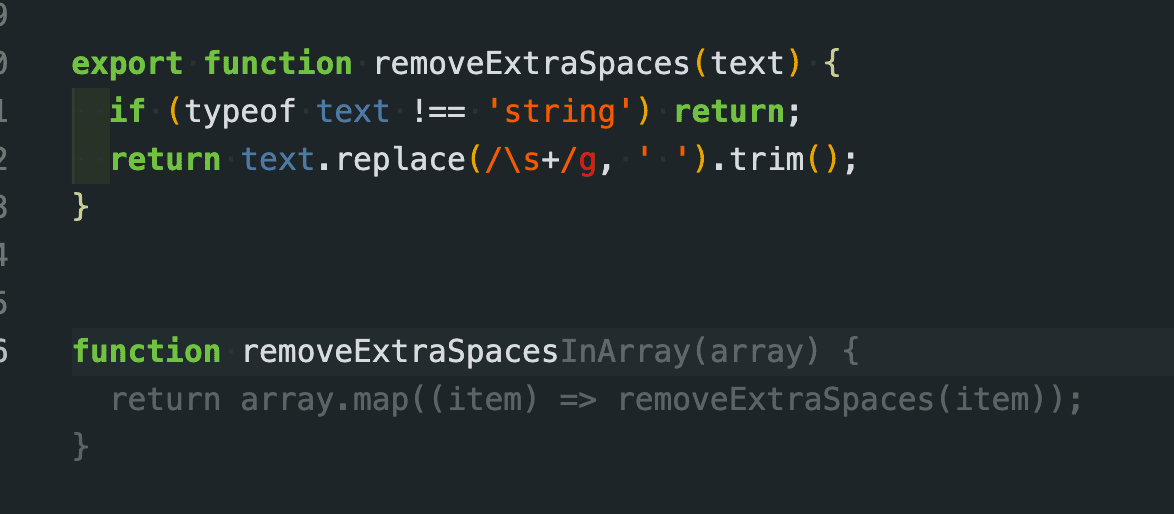 9
0 export function removeExtraSpaces(text) {
1   if (typeof text !== 'string') return;
2   return text.replace(/\s+/g, ' ').trim();
3 }
4
5
6 function removeExtraSpacesInArray(array) {
  return array.map((item) => removeExtraSpaces(item));
}